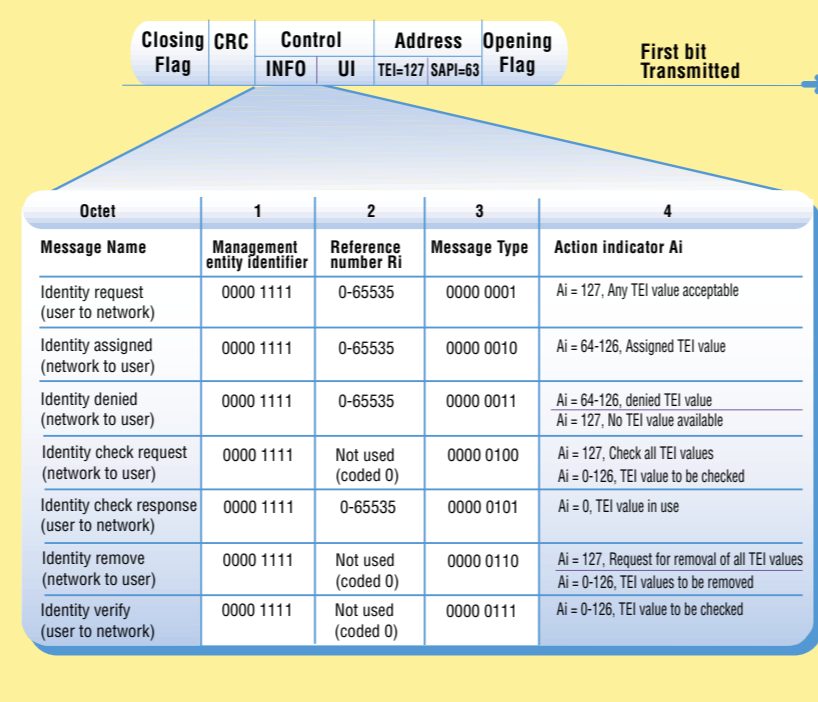 Closing Flag CRC Control Address Opening Flag
INFO UI TEI=127 SAPI=63
First bit
Transmitted
Octet 1 2 3 4
Message Name Management entity identifier Reference number Ri Message Type Action indicator Ai
Identity request (user to network) 0000 1111 0-65535 0000 0001 Ai = 127, Any TEI value acceptable
Identity assigned (network to user) 0000 1111 0-65535 0000 0010 Ai = 64-126, Assigned TEI value
Identity denied (network to user) 0000 1111 0-65535 0000 0011 Ai = 64-126, denied TEI value
Ai = 127, No TEI value available
Identity check request (network to user) 0000 1111 Not used (coded 0) 0000 0100 Ai = 127, Check all TEI values
Ai = 0-126, TEI value to be checked
Identity check response (user to network) 0000 1111 0-65535 0000 0101 Ai = 0, TEI value in use
Identity remove (network to user) 0000 1111 Not used (coded 0) 0000 0110 Ai = 127, Request for removal of all TEI values
Ai = 0-126, TEI values to be removed
Identity verify (user to network) 0000 1111 Not used (coded 0) 0000 0111 Ai = 0-126, TEI value to be checked